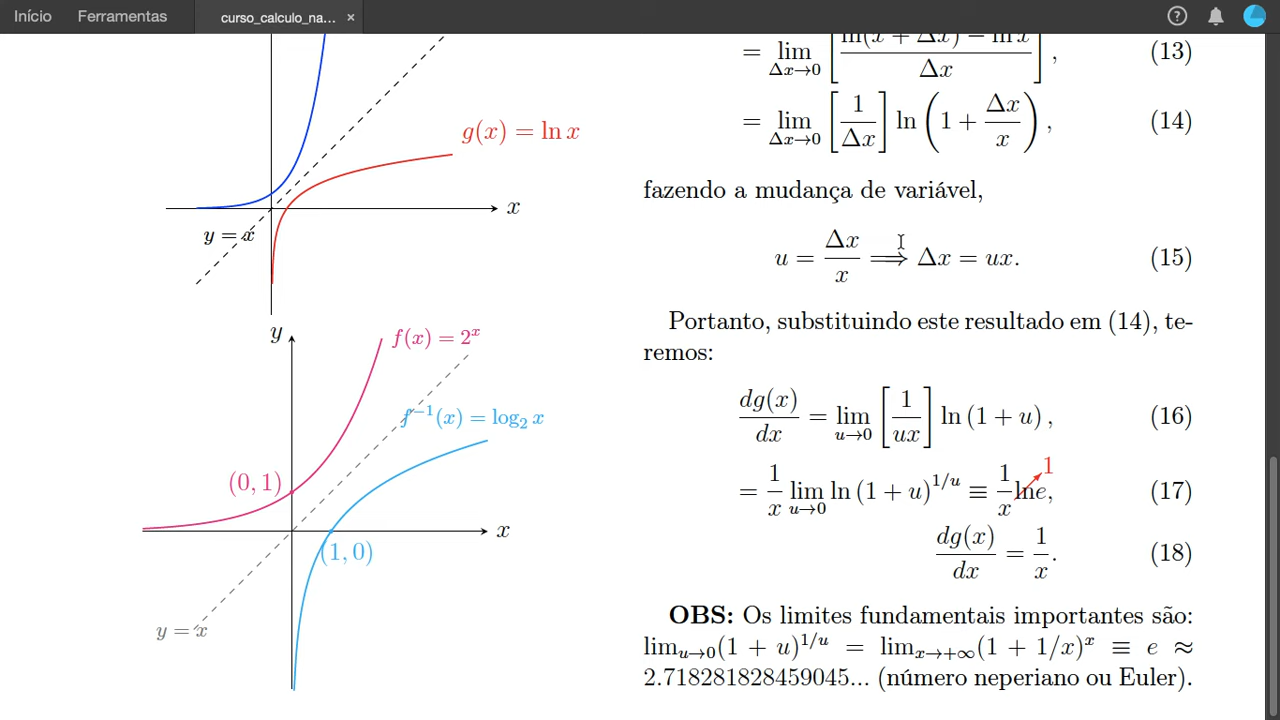 Início Ferramentas curso_calculo_na... ×
g(x) = ln x
x
y = x
y
f(x) = 2^x
f^{-1}(x) = log_2 x
(0, 1)
x
(1, 0)
y = x
= lim_{Δx→0} [ (ln(x + Δx) − ln x) / Δx ] , (13)
= lim_{Δx→0} [ 1 / Δx ] ln ( 1 + Δx / x ) , (14)
fazendo a mudança de variável,
u = Δx / x ⟹ Δx = ux. (15)
Portanto, substituindo este resultado em (14), te-
remos:
dg(x) / dx = lim_{u→0} [ 1 / ux ] ln (1 + u) , (16)
= 1 / x lim_{u→0} ln (1 + u)^{1/u} ≡ 1 / x ln e, 1 (17)
dg(x) / dx = 1 / x . (18)
OBS: Os limites fundamentais importantes são:
lim_{u→0}(1 + u)^{1/u} = lim_{x→+∞}(1 + 1/x)^x ≡ e ≈
2.718281828459045... (número neperiano ou Euler).